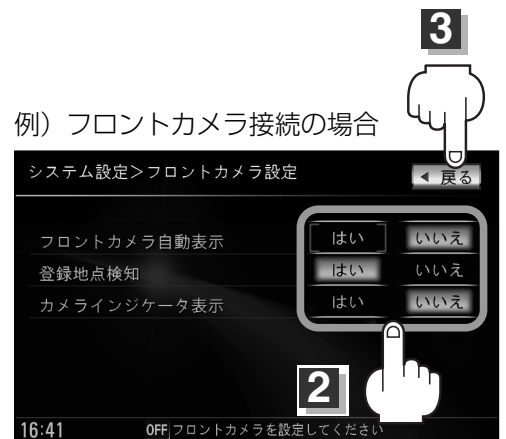 3
例）フロントカメラ接続の場合
システム設定＞フロントカメラ設定 ◀ 戻る
フロントカメラ自動表示 はい いいえ
登録地点検知 はい いいえ
カメラインジケータ表示 はい いいえ
2
16:41 OFF フロントカメラを設定してください